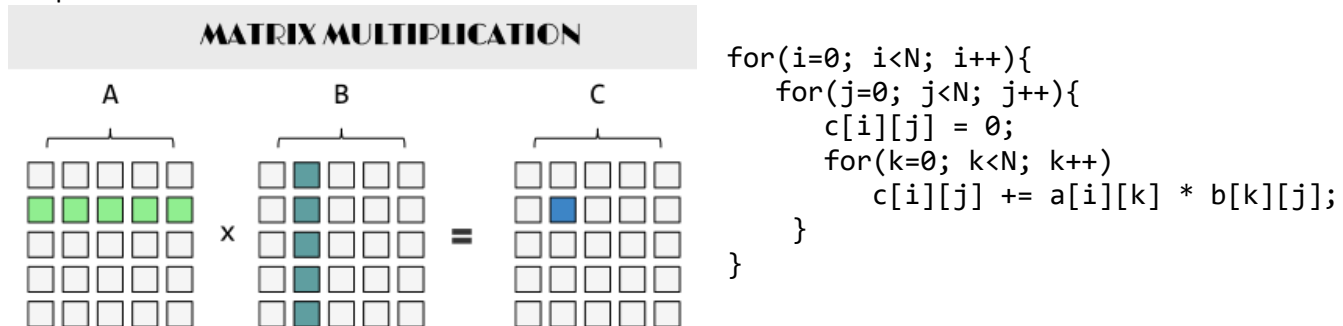 MATRIX MULTIPLICATION
A B C
x =
for(i=0; i<N; i++){
for(j=0; j<N; j++){
c[i][j] = 0;
for(k=0; k<N; k++)
c[i][j] += a[i][k] * b[k][j];
}
}